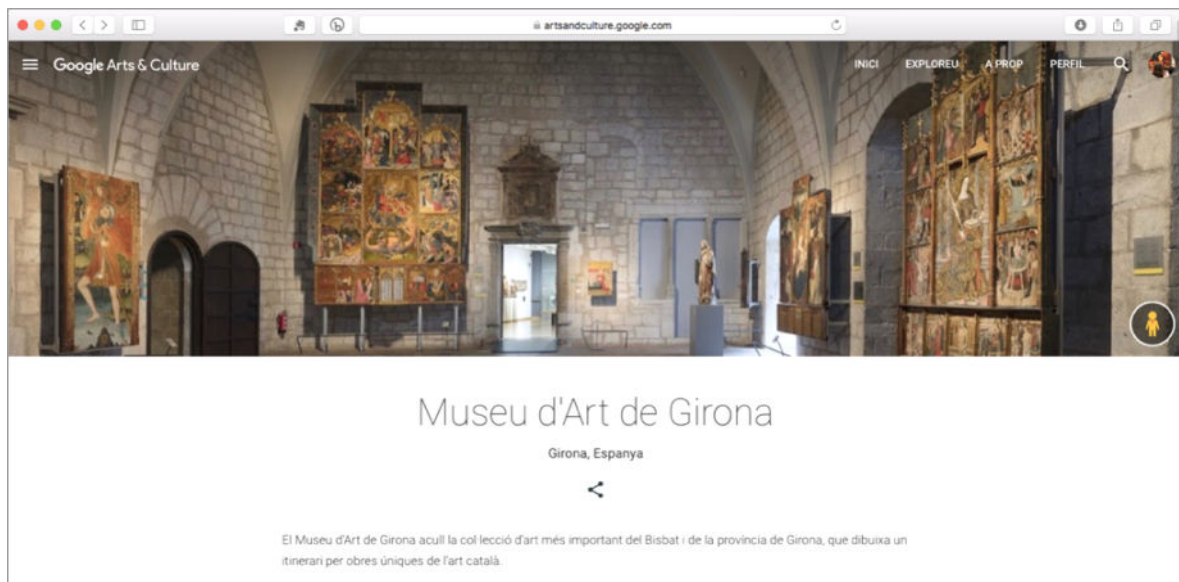 artsandculture.google.com
Google Arts & Culture
INICI EXPLOREU A PROP PERFIL
Museu d'Art de Girona
Girona, Espanya
El Museu d'Art de Girona acull la col·lecció d'art més important del Bisbat i de la província de Girona, que dibuixa un
itinerari per obres úniques de l'art català.